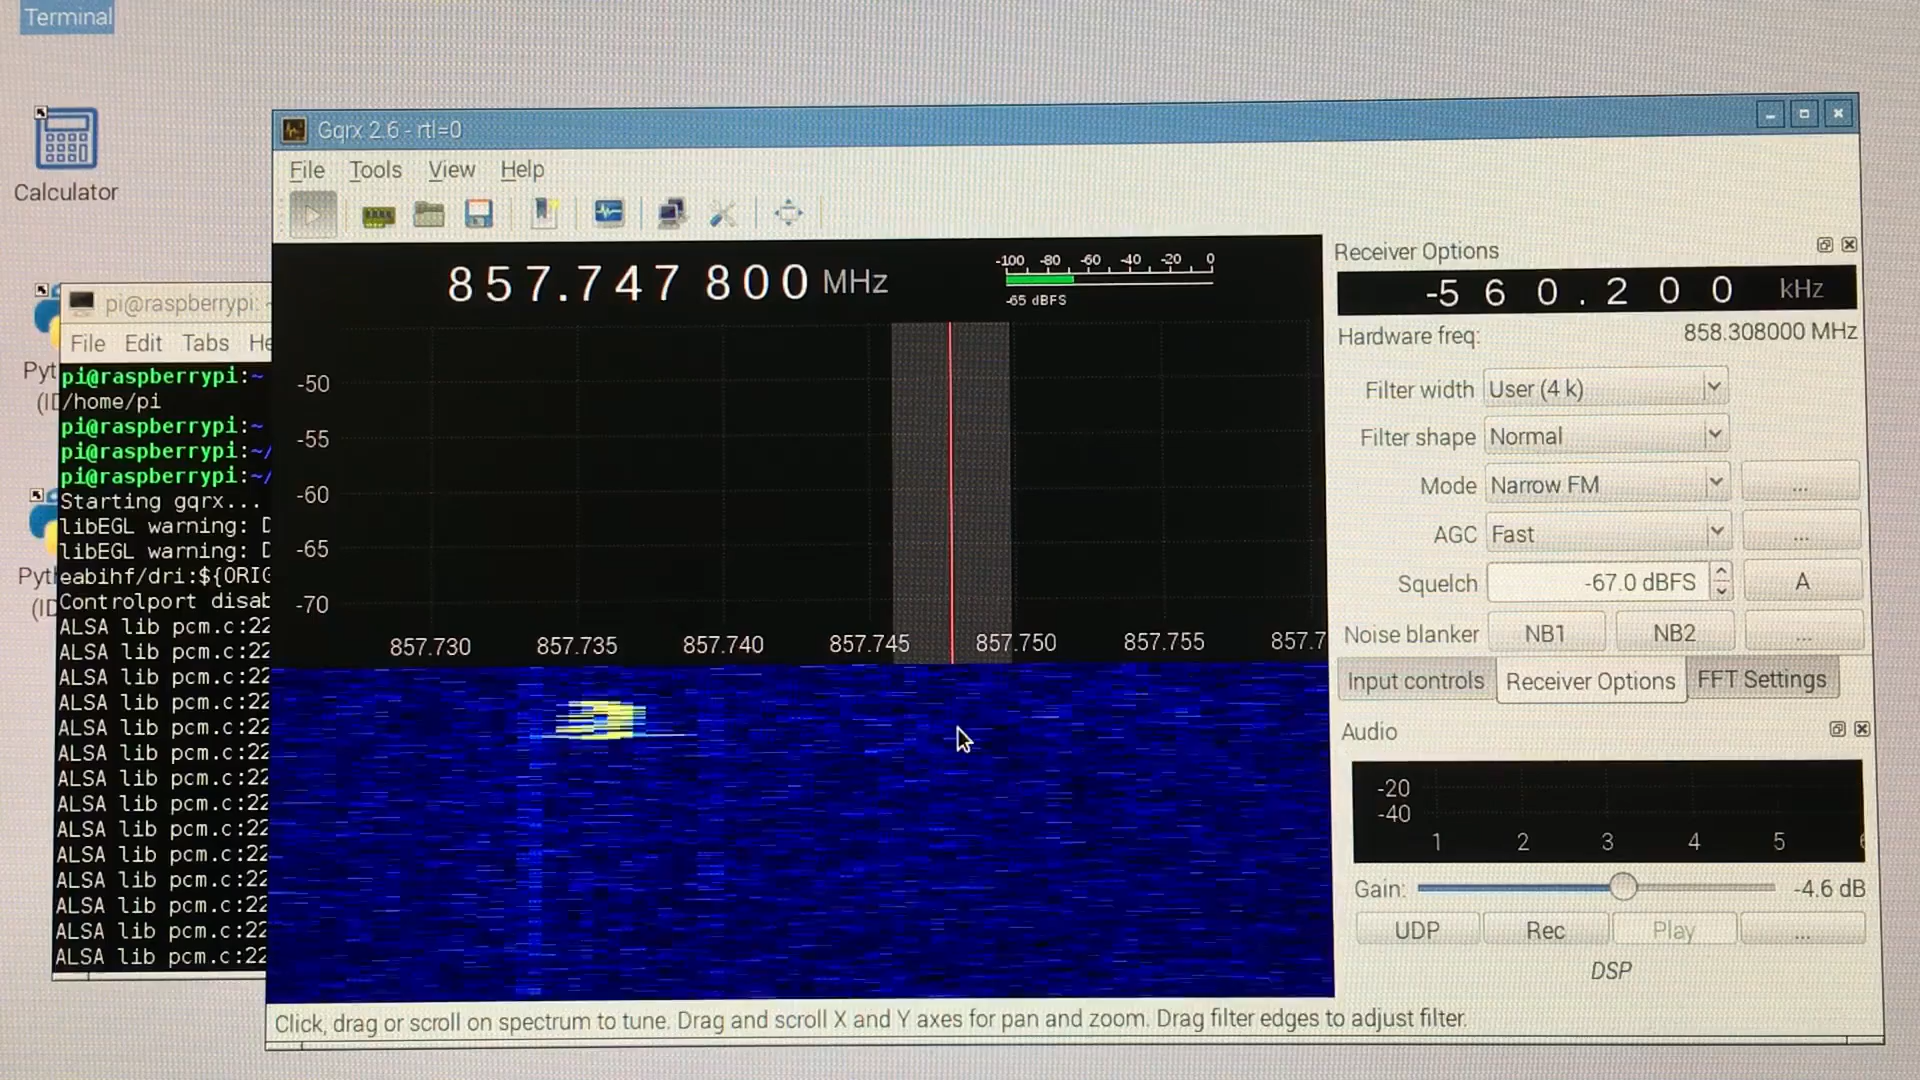 Terminal
Calculator
Pyt
(ID
Pyt
(ID
pi@raspberrypi: ~
File Edit Tabs He
pi@raspberrypi:~
/home/pi
pi@raspberrypi:~
pi@raspberrypi:~/
pi@raspberrypi:~/
Starting gqrx...
libEGL warning: D
libEGL warning: D
eabihf/dri:${ORIG
Controlport disab
ALSA lib pcm.c:22
ALSA lib pcm.c:22
ALSA lib pcm.c:22
ALSA lib pcm.c:22
ALSA lib pcm.c:22
ALSA lib pcm.c:22
ALSA lib pcm.c:22
ALSA lib pcm.c:22
ALSA lib pcm.c:22
ALSA lib pcm.c:22
ALSA lib pcm.c:22
ALSA lib pcm.c:22
ALSA lib pcm.c:22
ALSA lib pcm.c:22
Gqrx 2.6 - rtl=0
File Tools View Help
857.747 800 MHz
-100 -80 -60 -40 -20 0
-65 dBFS
-50
-55
-60
-65
-70
857.730 857.735 857.740 857.745 857.750 857.755 857.7
Receiver Options
-560.200 kHz
Hardware freq: 858.308000 MHz
Filter width User (4 k)
Filter shape Normal
Mode Narrow FM ...
AGC Fast ...
Squelch -67.0 dBFS A
Noise blanker NB1 NB2 ...
Input controls Receiver Options FFT Settings
Audio
-20
-40
1 2 3 4 5
Gain: -4.6 dB
UDP Rec Play ...
DSP
Click, drag or scroll on spectrum to tune. Drag and scroll X and Y axes for pan and zoom. Drag filter edges to adjust filter.